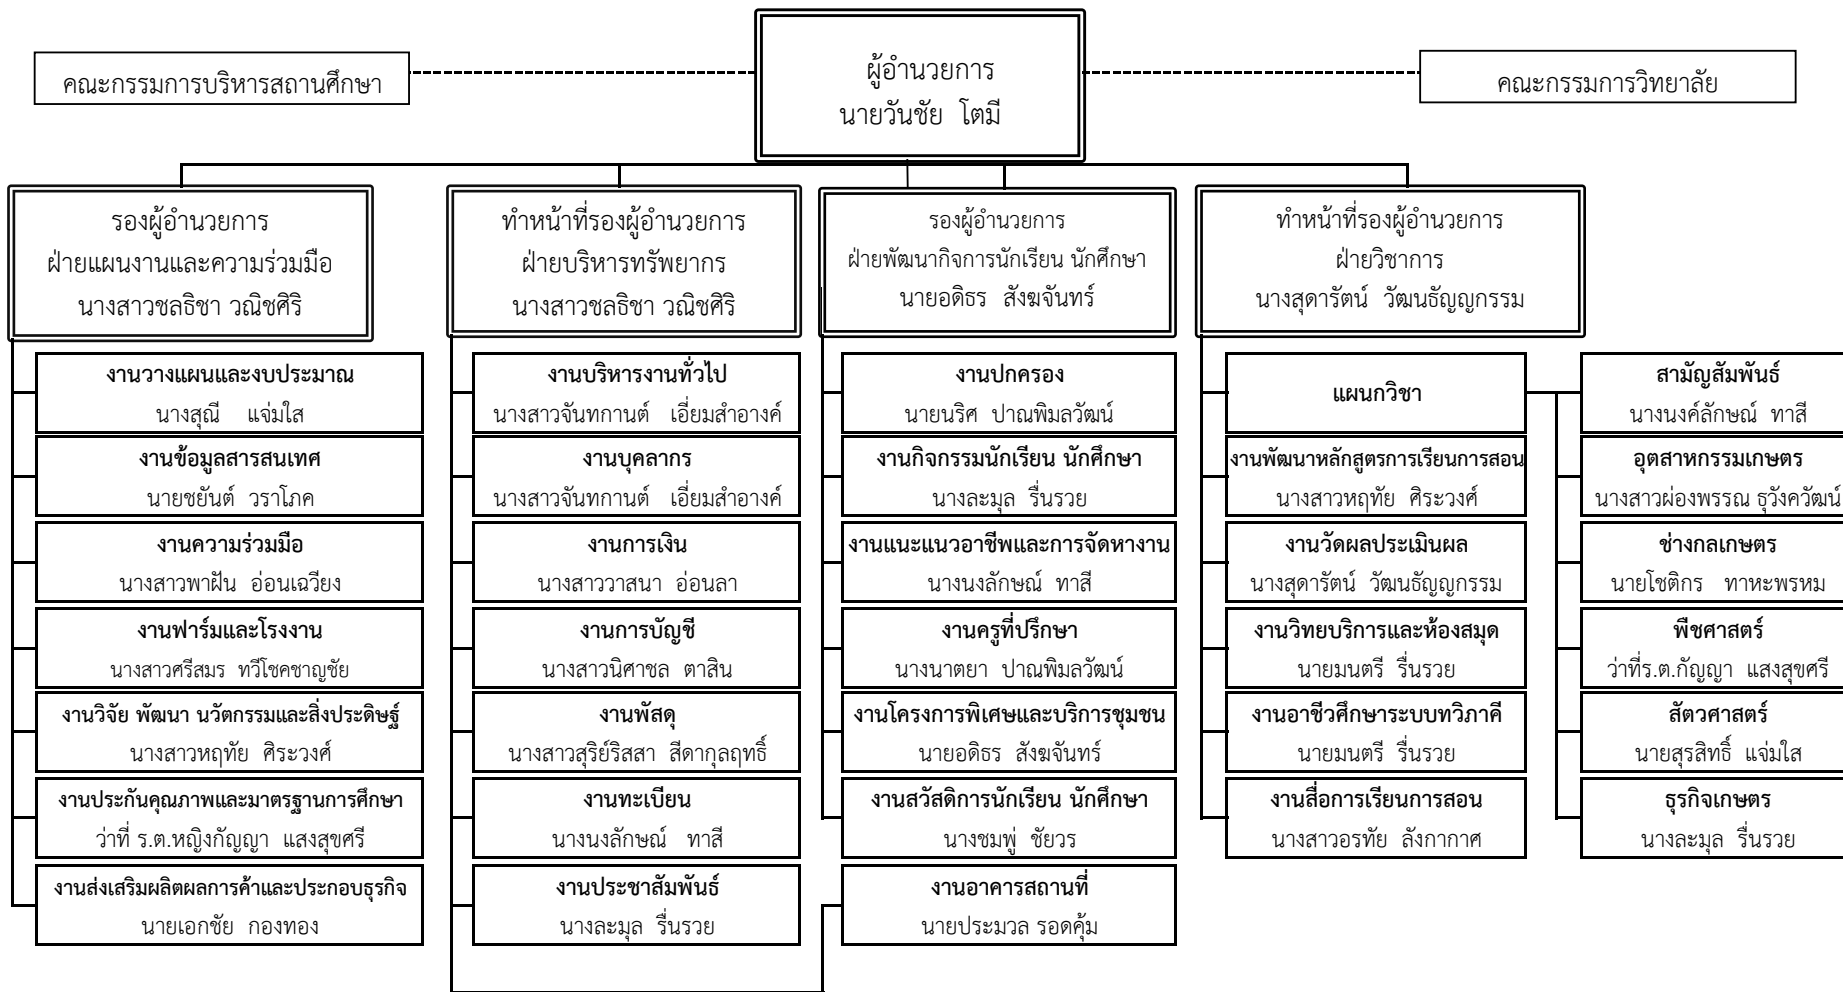 ผู้อำนวยการ
นายวันชัย โตมี
คณะกรรมการบริหารสถานศึกษา
คณะกรรมการวิทยาลัย
รองผู้อำนวยการ
ฝ่ายแผนงานและความร่วมมือ
นางสาวชลธิชา วณิชศิริ
ทำหน้าที่รองผู้อำนวยการ
ฝ่ายบริหารทรัพยากร
นางสาวชลธิชา วณิชศิริ
รองผู้อำนวยการ
ฝ่ายพัฒนากิจการนักเรียน นักศึกษา
นายอดิธร สังฆจันทร์
ทำหน้าที่รองผู้อำนวยการ
ฝ่ายวิชาการ
นางสุดารัตน์ วัฒนธัญญกรรม
งานวางแผนและงบประมาณ
นางสุณี แจ่มใส
งานข้อมูลสารสนเทศ
นายชยันต์ วราโภค
งานความร่วมมือ
นางสาวพาฝัน อ่อนเฉวียง
งานฟาร์มและโรงงาน
นางสาวศรีสมร ทวีโชคชาญชัย
งานวิจัย พัฒนา นวัตกรรมและสิ่งประดิษฐ์
นางสาวหฤทัย ศิระวงศ์
งานประกันคุณภาพและมาตรฐานการศึกษา
ว่าที่ ร.ต.หญิงกัญญา แสงสุขศรี
งานส่งเสริมผลิตผลการค้าและประกอบธุรกิจ
นายเอกชัย กองทอง
งานบริหารงานทั่วไป
นางสาวจันทกานต์ เอี่ยมสำอางค์
งานบุคลากร
นางสาวจันทกานต์ เอี่ยมสำอางค์
งานการเงิน
นางสาววาสนา อ่อนลา
งานการบัญชี
นางสาวนิศาชล ตาสิน
งานพัสดุ
นางสาวสุริย์ริสสา สีดากุลฤทธิ์
งานทะเบียน
นางนงลักษณ์ ทาสี
งานประชาสัมพันธ์
นางละมุล รื่นรวย
งานปกครอง
นายนริศ ปาณพิมลวัฒน์
งานกิจกรรมนักเรียน นักศึกษา
นางละมุล รื่นรวย
งานแนะแนวอาชีพและการจัดหางาน
นางนงลักษณ์ ทาสี
งานครูที่ปรึกษา
นางนาตยา ปาณพิมลวัฒน์
งานโครงการพิเศษและบริการชุมชน
นายอดิธร สังฆจันทร์
งานสวัสดิการนักเรียน นักศึกษา
นางชมพู่ ชัยวร
งานอาคารสถานที่
นายประมวล รอดคุ้ม
แผนกวิชา
งานพัฒนาหลักสูตรการเรียนการสอน
นางสาวหฤทัย ศิระวงศ์
งานวัดผลประเมินผล
นางสุดารัตน์ วัฒนธัญญกรรม
งานวิทยบริการและห้องสมุด
นายมนตรี รื่นรวย
งานอาชีวศึกษาระบบทวิภาคี
นายมนตรี รื่นรวย
งานสื่อการเรียนการสอน
นางสาวอรทัย ลังกากาศ
สามัญสัมพันธ์
นางนงค์ลักษณ์ ทาสี
อุตสาหกรรมเกษตร
นางสาวผ่องพรรณ ธุวังควัฒน์
ช่างกลเกษตร
นายโชติกร ทาหะพรหม
พืชศาสตร์
ว่าที่ร.ต.กัญญา แสงสุขศรี
สัตวศาสตร์
นายสุรสิทธิ์ แจ่มใส
ธุรกิจเกษตร
นางละมุล รื่นรวย